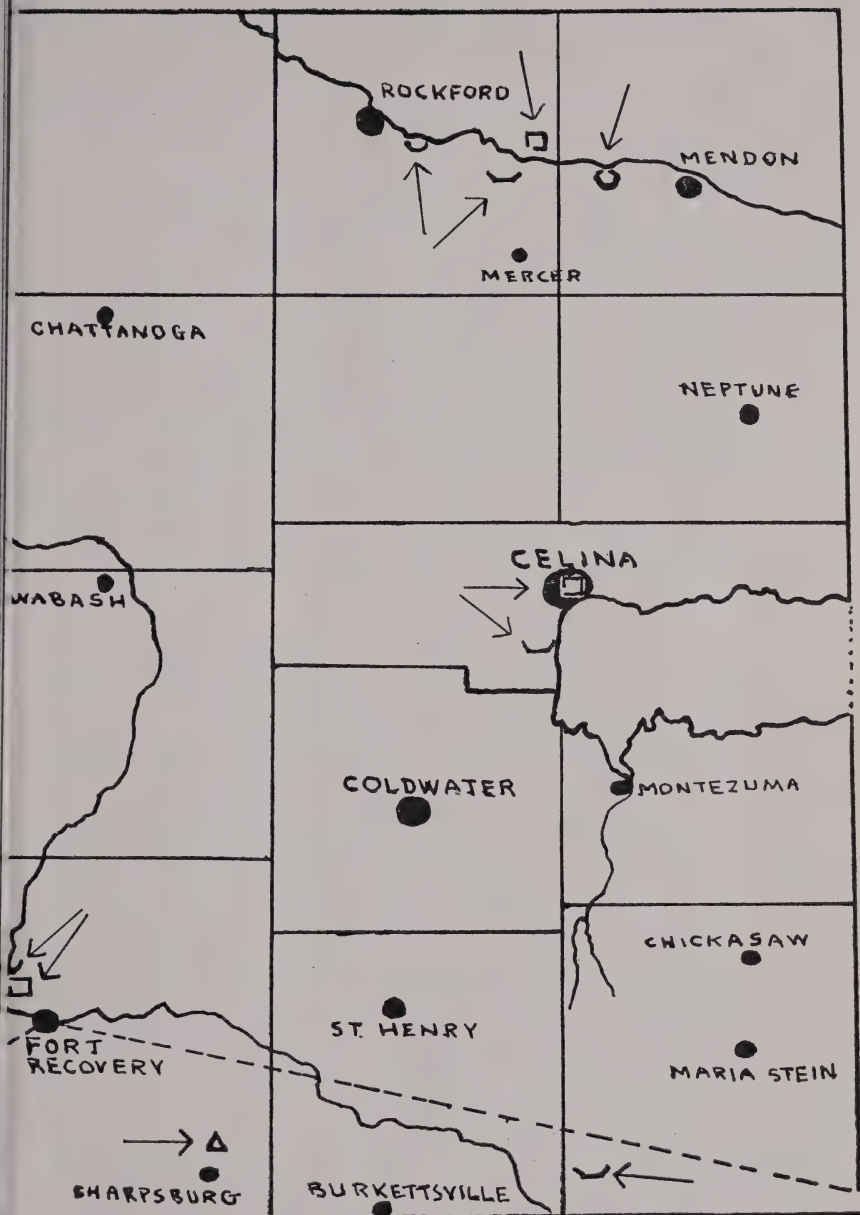 ROCKFORD
MENDON
MERCER
CHATTANOGA
NEPTUNE
CELINA
WABASH
COLDWATER
MONTEZUMA
CHICKASAW
ST. HENRY
FORT
RECOVERY
MARIA STEIN
SHARPSBURG
BURKETTSVILLE